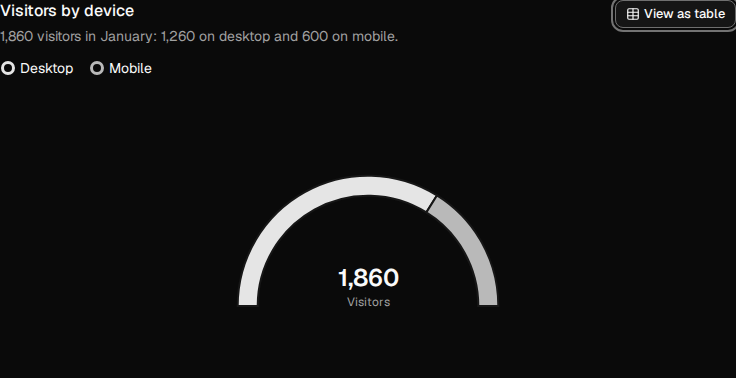 Visitors by device
View as table
1,860 visitors in January: 1,260 on desktop and 600 on mobile.
Desktop
Mobile
1,860
Visitors